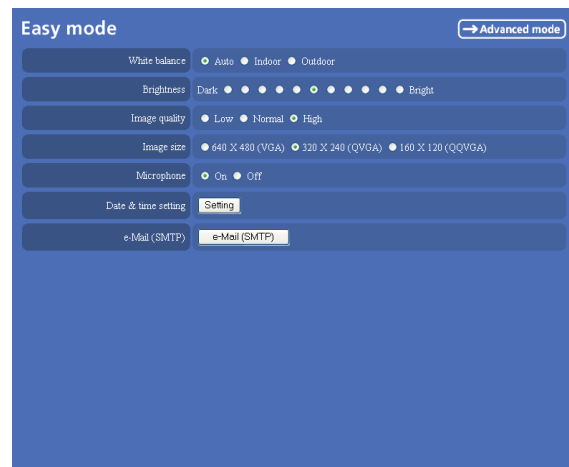 Easy mode
Advanced mode
White balance Auto Indoor Outdoor
Brightness Dark Bright
Image quality Low Normal High
Image size 640 X 480 (VGA) 320 X 240 (QVGA) 160 X 120 (QQVGA)
Microphone On Off
Date & time setting Setting
e-Mail (SMTP) e-Mail (SMTP)